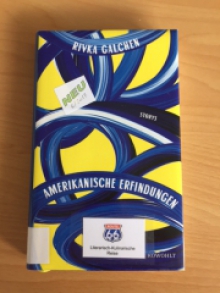 RIVKA GALCHEN
NEU
STORYS
AMERIKANISCHE ERFINDUNGEN
66
Literarisch-Kulinarische
Reise
ROWOHLT